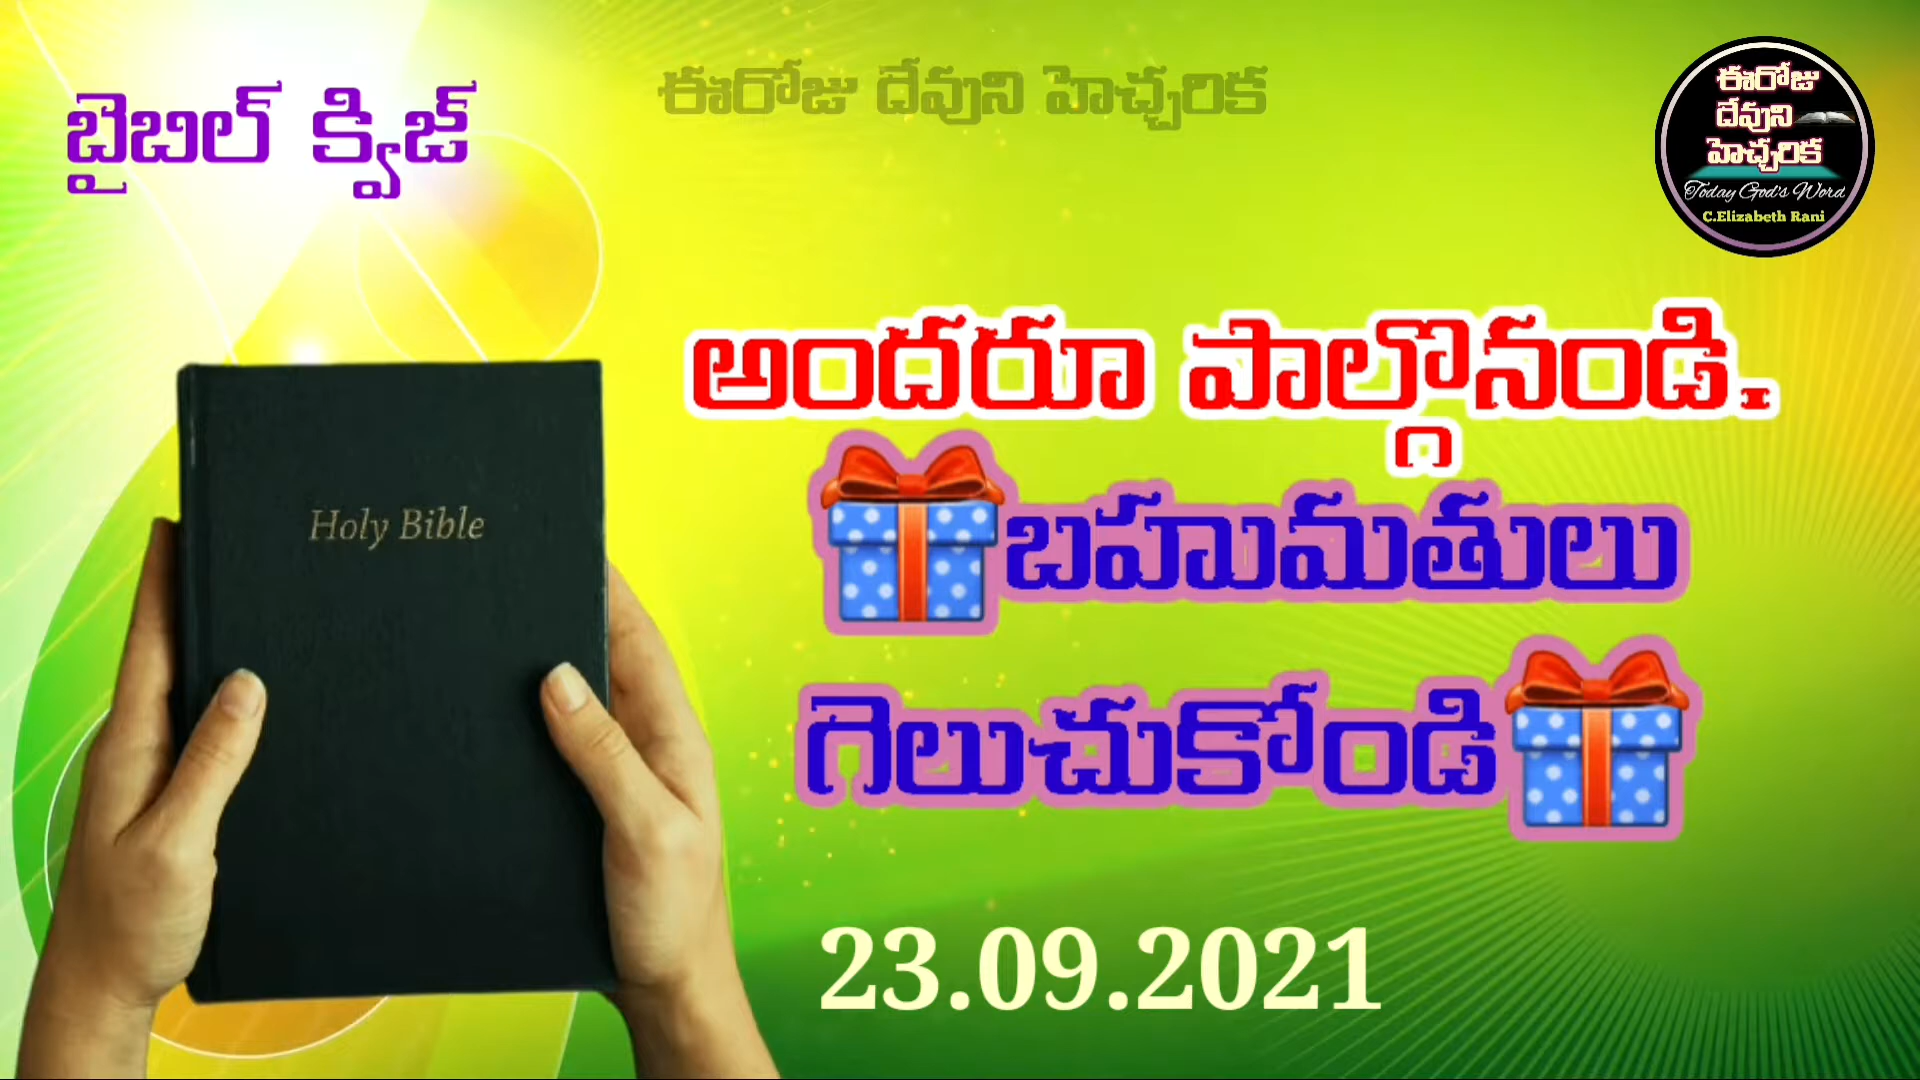 బైబిల్ క్విజ్
ఈరోజు దేవుని హెచ్చరిక
ఈరోజు
దేవుని
హెచ్చరిక
Today God's Word
C.Elizabeth Rani
అందరూ పాల్గొనండి.
బహుమతులు
గెలుచుకోండి
Holy Bible
23.09.2021